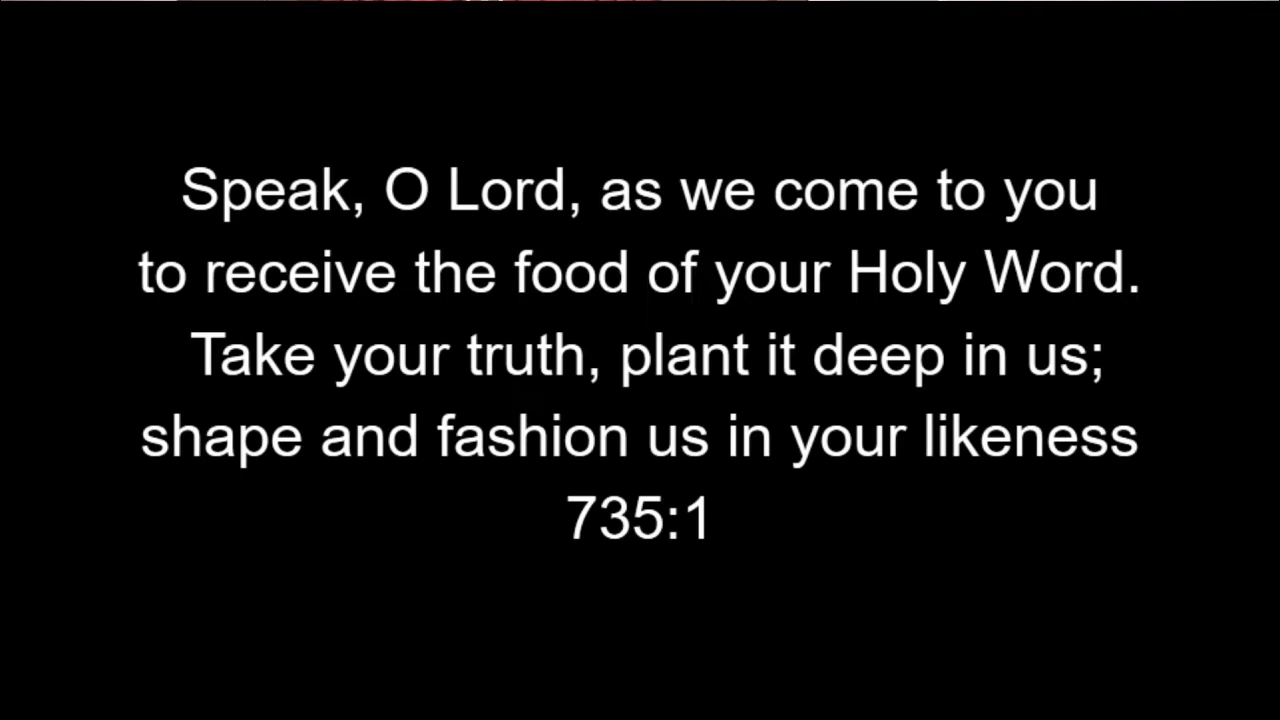 Speak, O Lord, as we come to you
to receive the food of your Holy Word.
Take your truth, plant it deep in us;
shape and fashion us in your likeness
735:1